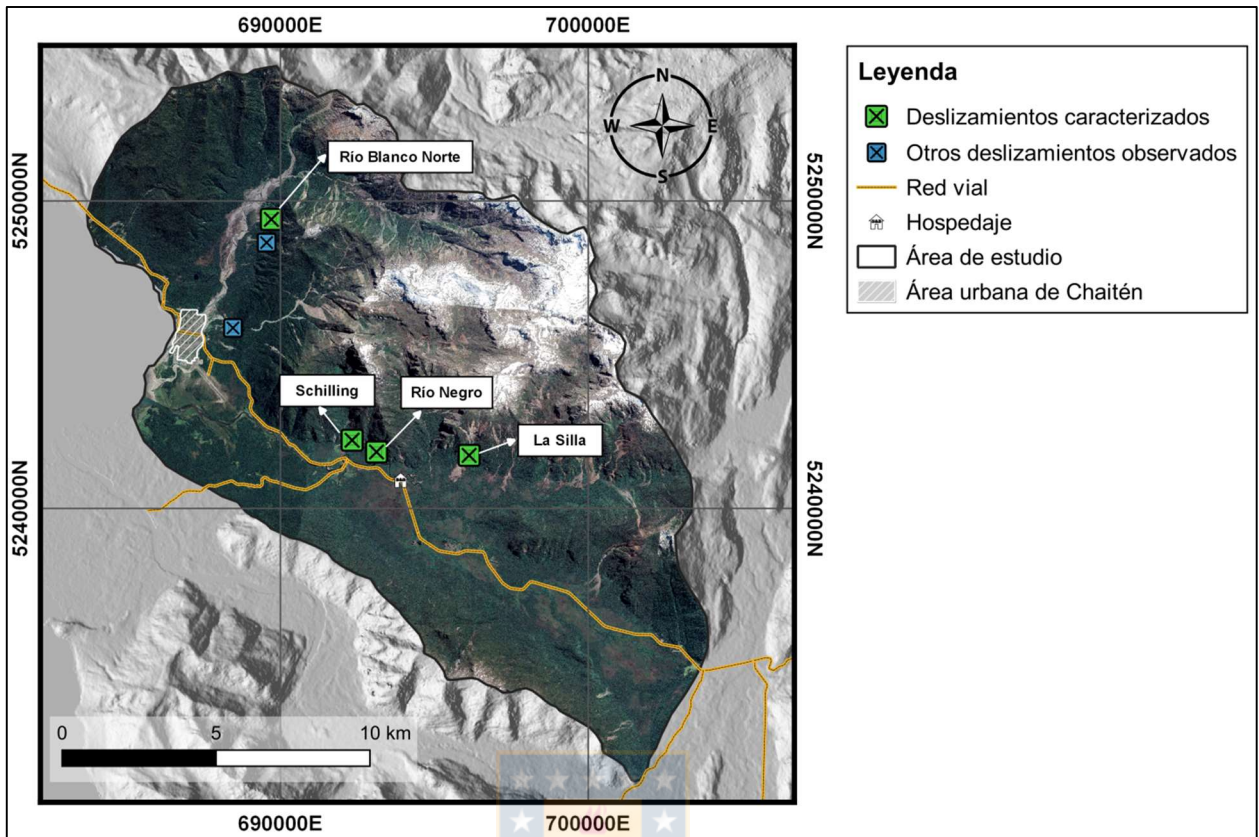 690000E
700000E
N
W
E
S
5250000N
5250000N
Río Blanco Norte
Schilling
Río Negro
La Silla
5240000N
5240000N
0
5
10 km
690000E
700000E
Leyenda
Deslizamientos caracterizados
Otros deslizamientos observados
Red vial
Hospedaje
Área de estudio
Área urbana de Chaitén